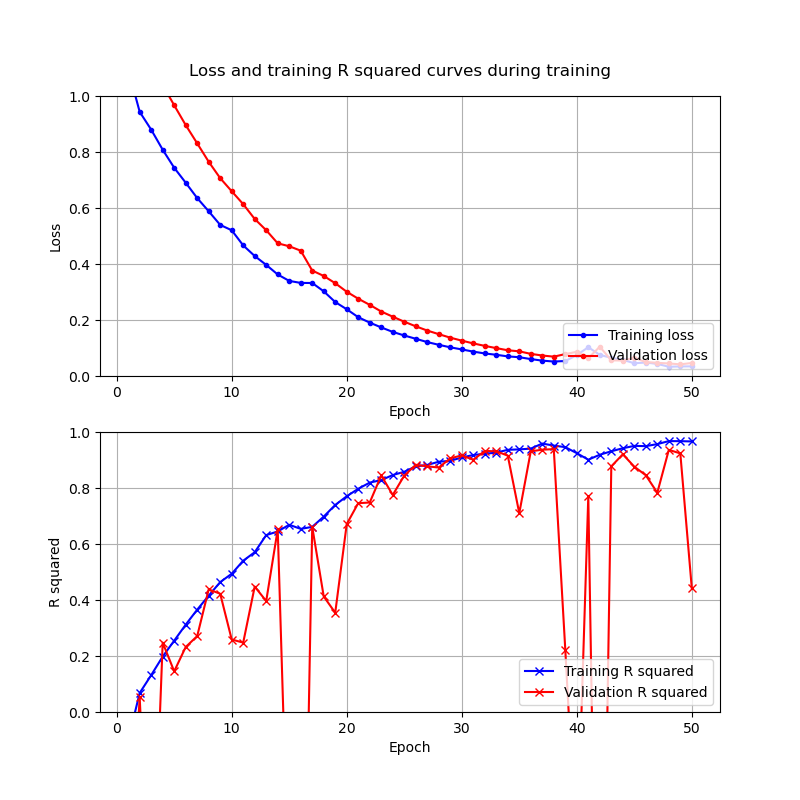 Loss and training R squared curves during training
1.0
0.8
0.6
0.4
0.2
0.0
Loss
Training loss
Validation loss
0 10 20 30 40 50
Epoch
1.0
0.8
0.6
0.4
0.2
0.0
R squared
Training R squared
Validation R squared
0 10 20 30 40 50
Epoch